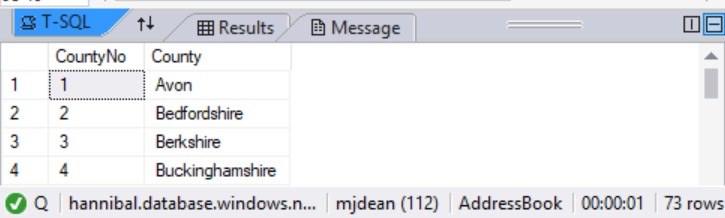 T-SQL Results Message
CountyNo County
1 1 Avon
2 2 Bedfordshire
3 3 Berkshire
4 4 Buckinghamshire
Q hannibal.database.windows.n... mjdean (112) AddressBook 00:00:01 73 rows